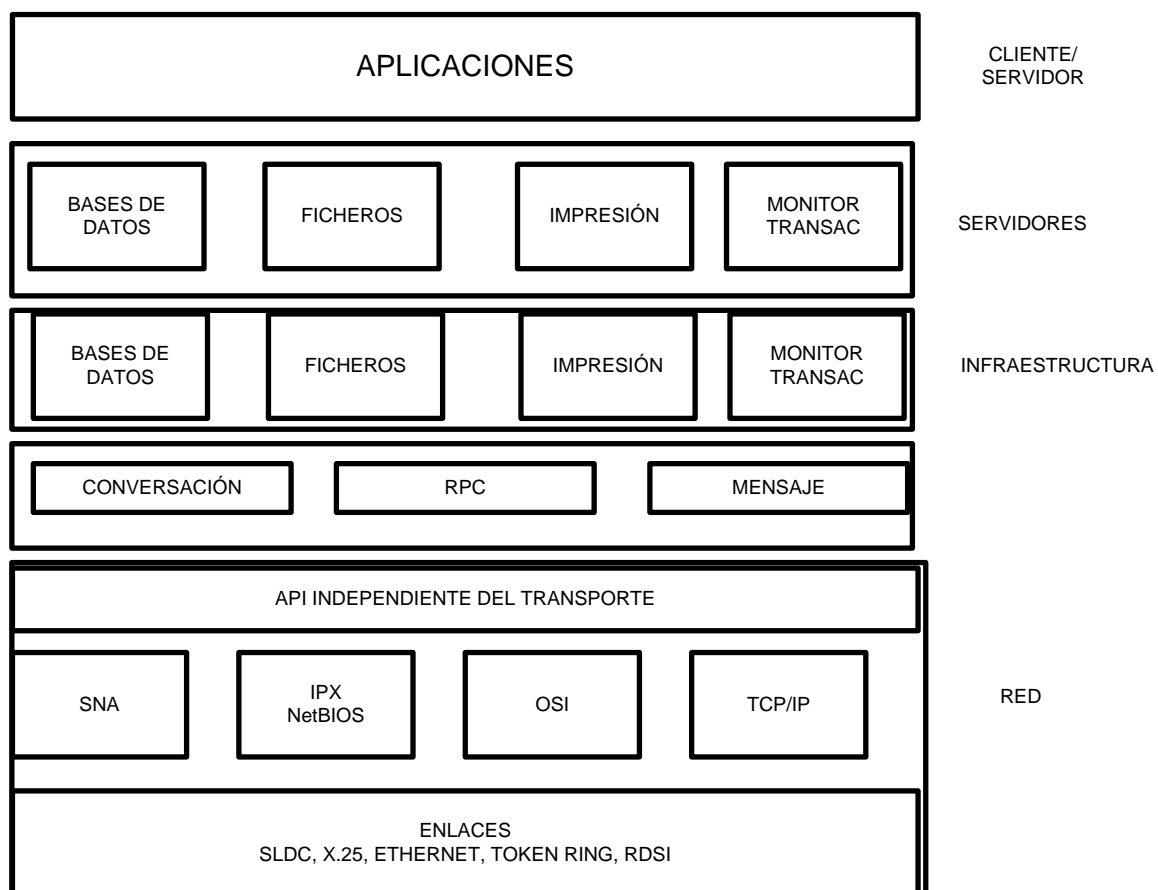 APLICACIONES
CLIENTE/
SERVIDOR
BASES DE
DATOS
FICHEROS
IMPRESIÓN
MONITOR
TRANSAC
SERVIDORES
BASES DE
DATOS
FICHEROS
IMPRESIÓN
MONITOR
TRANSAC
INFRAESTRUCTURA
CONVERSACIÓN
RPC
MENSAJE
API INDEPENDIENTE DEL TRANSPORTE
SNA
IPX
NetBIOS
OSI
TCP/IP
RED
ENLACES
SLDC, X.25, ETHERNET, TOKEN RING, RDSI